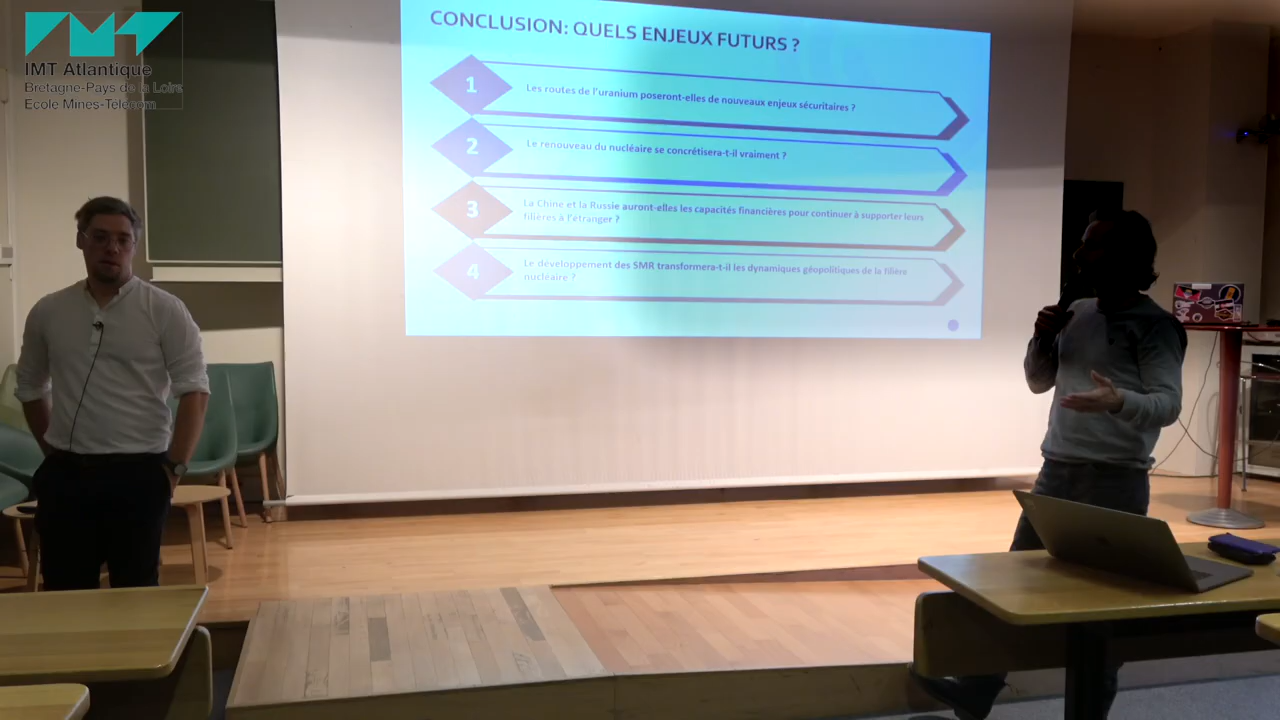 IMT Atlantique
Bretagne-Pays de la Loire
École Mines-Télécom
CONCLUSION: QUELS ENJEUX FUTURS ?
1
Les routes de l'uranium poseront-elles de nouveaux enjeux sécuritaires ?
2
Le renouveau du nucléaire se concrétisera-t-il vraiment ?
3
La Chine et la Russie auront-elles les capacités financières pour continuer à supporter leurs
filières à l'étranger ?
4
Le développement des SMR transformera-t-il les dynamiques géopolitiques de la filière
nucléaire ?